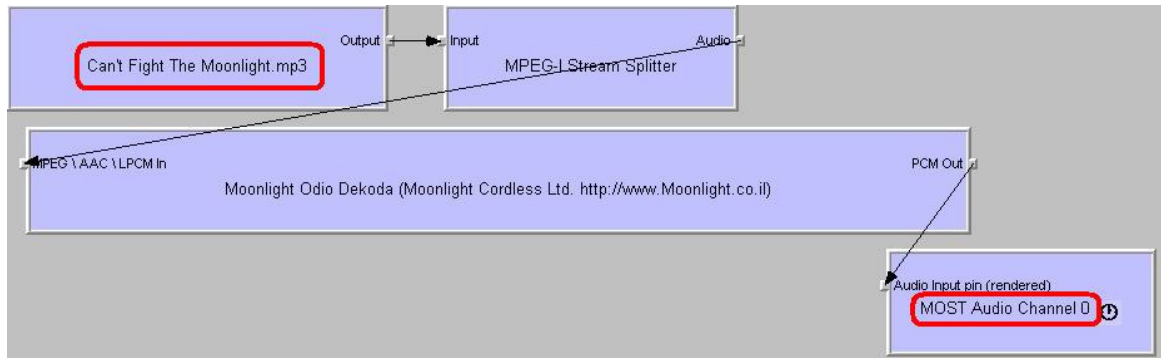 Output
Can't Fight The Moonlight.mp3
Input
Audio
MPEG-I Stream Splitter
MPEG \ AAC \ LPCM In
PCM Out
Moonlight Odio Dekoda (Moonlight Cordless Ltd. http://www.Moonlight.co.il)
Audio Input pin (rendered)
MOST Audio Channel 0